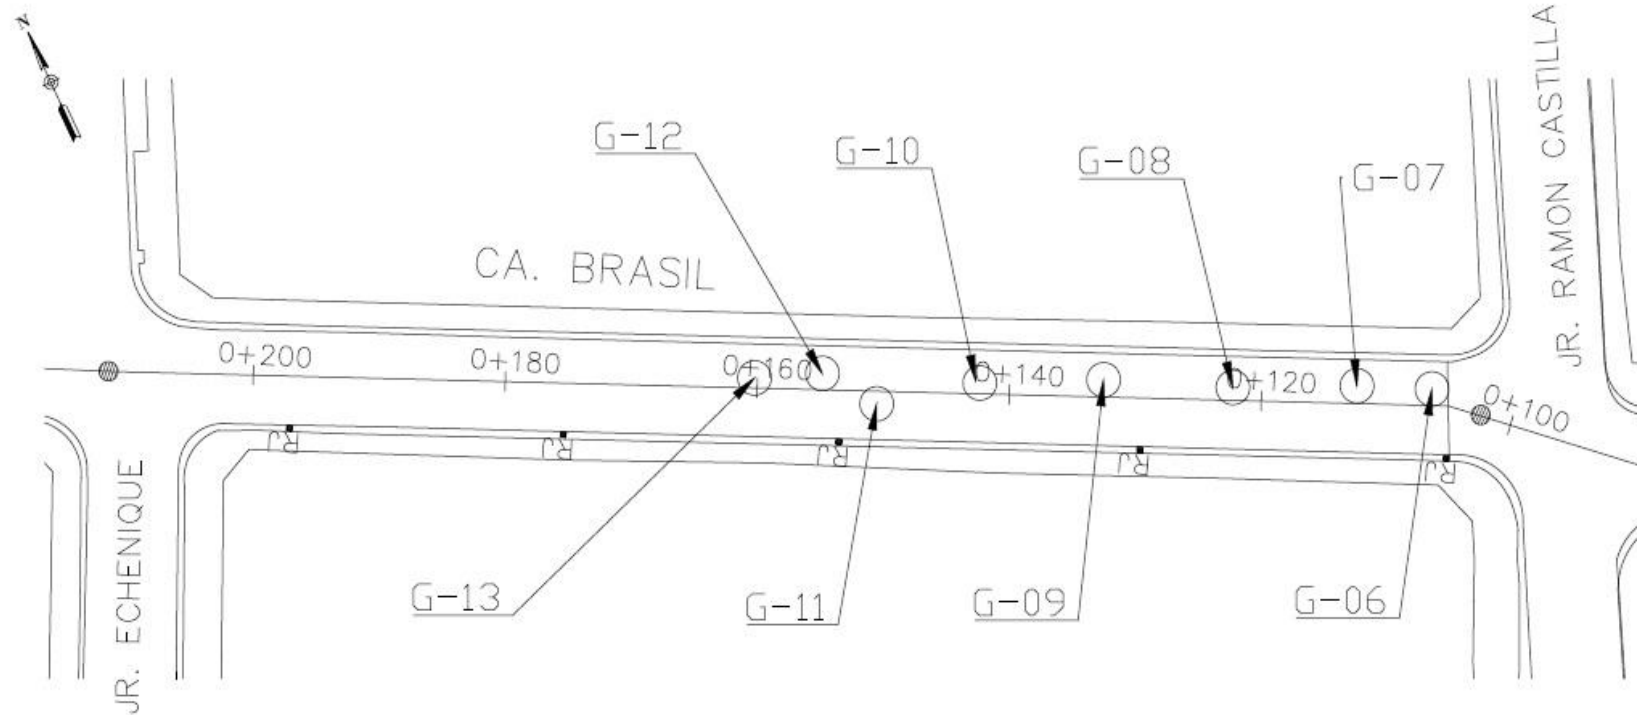 N
JR. RAMON CASTILLA
G-12
G-10
G-08
G-07
CA. BRASIL
0+200
0+180
0+160
0+140
0+120
0+100
RJ
RJ
RJ
RJ
RJ
JR. ECHENIQUE
G-13
G-11
G-09
G-06